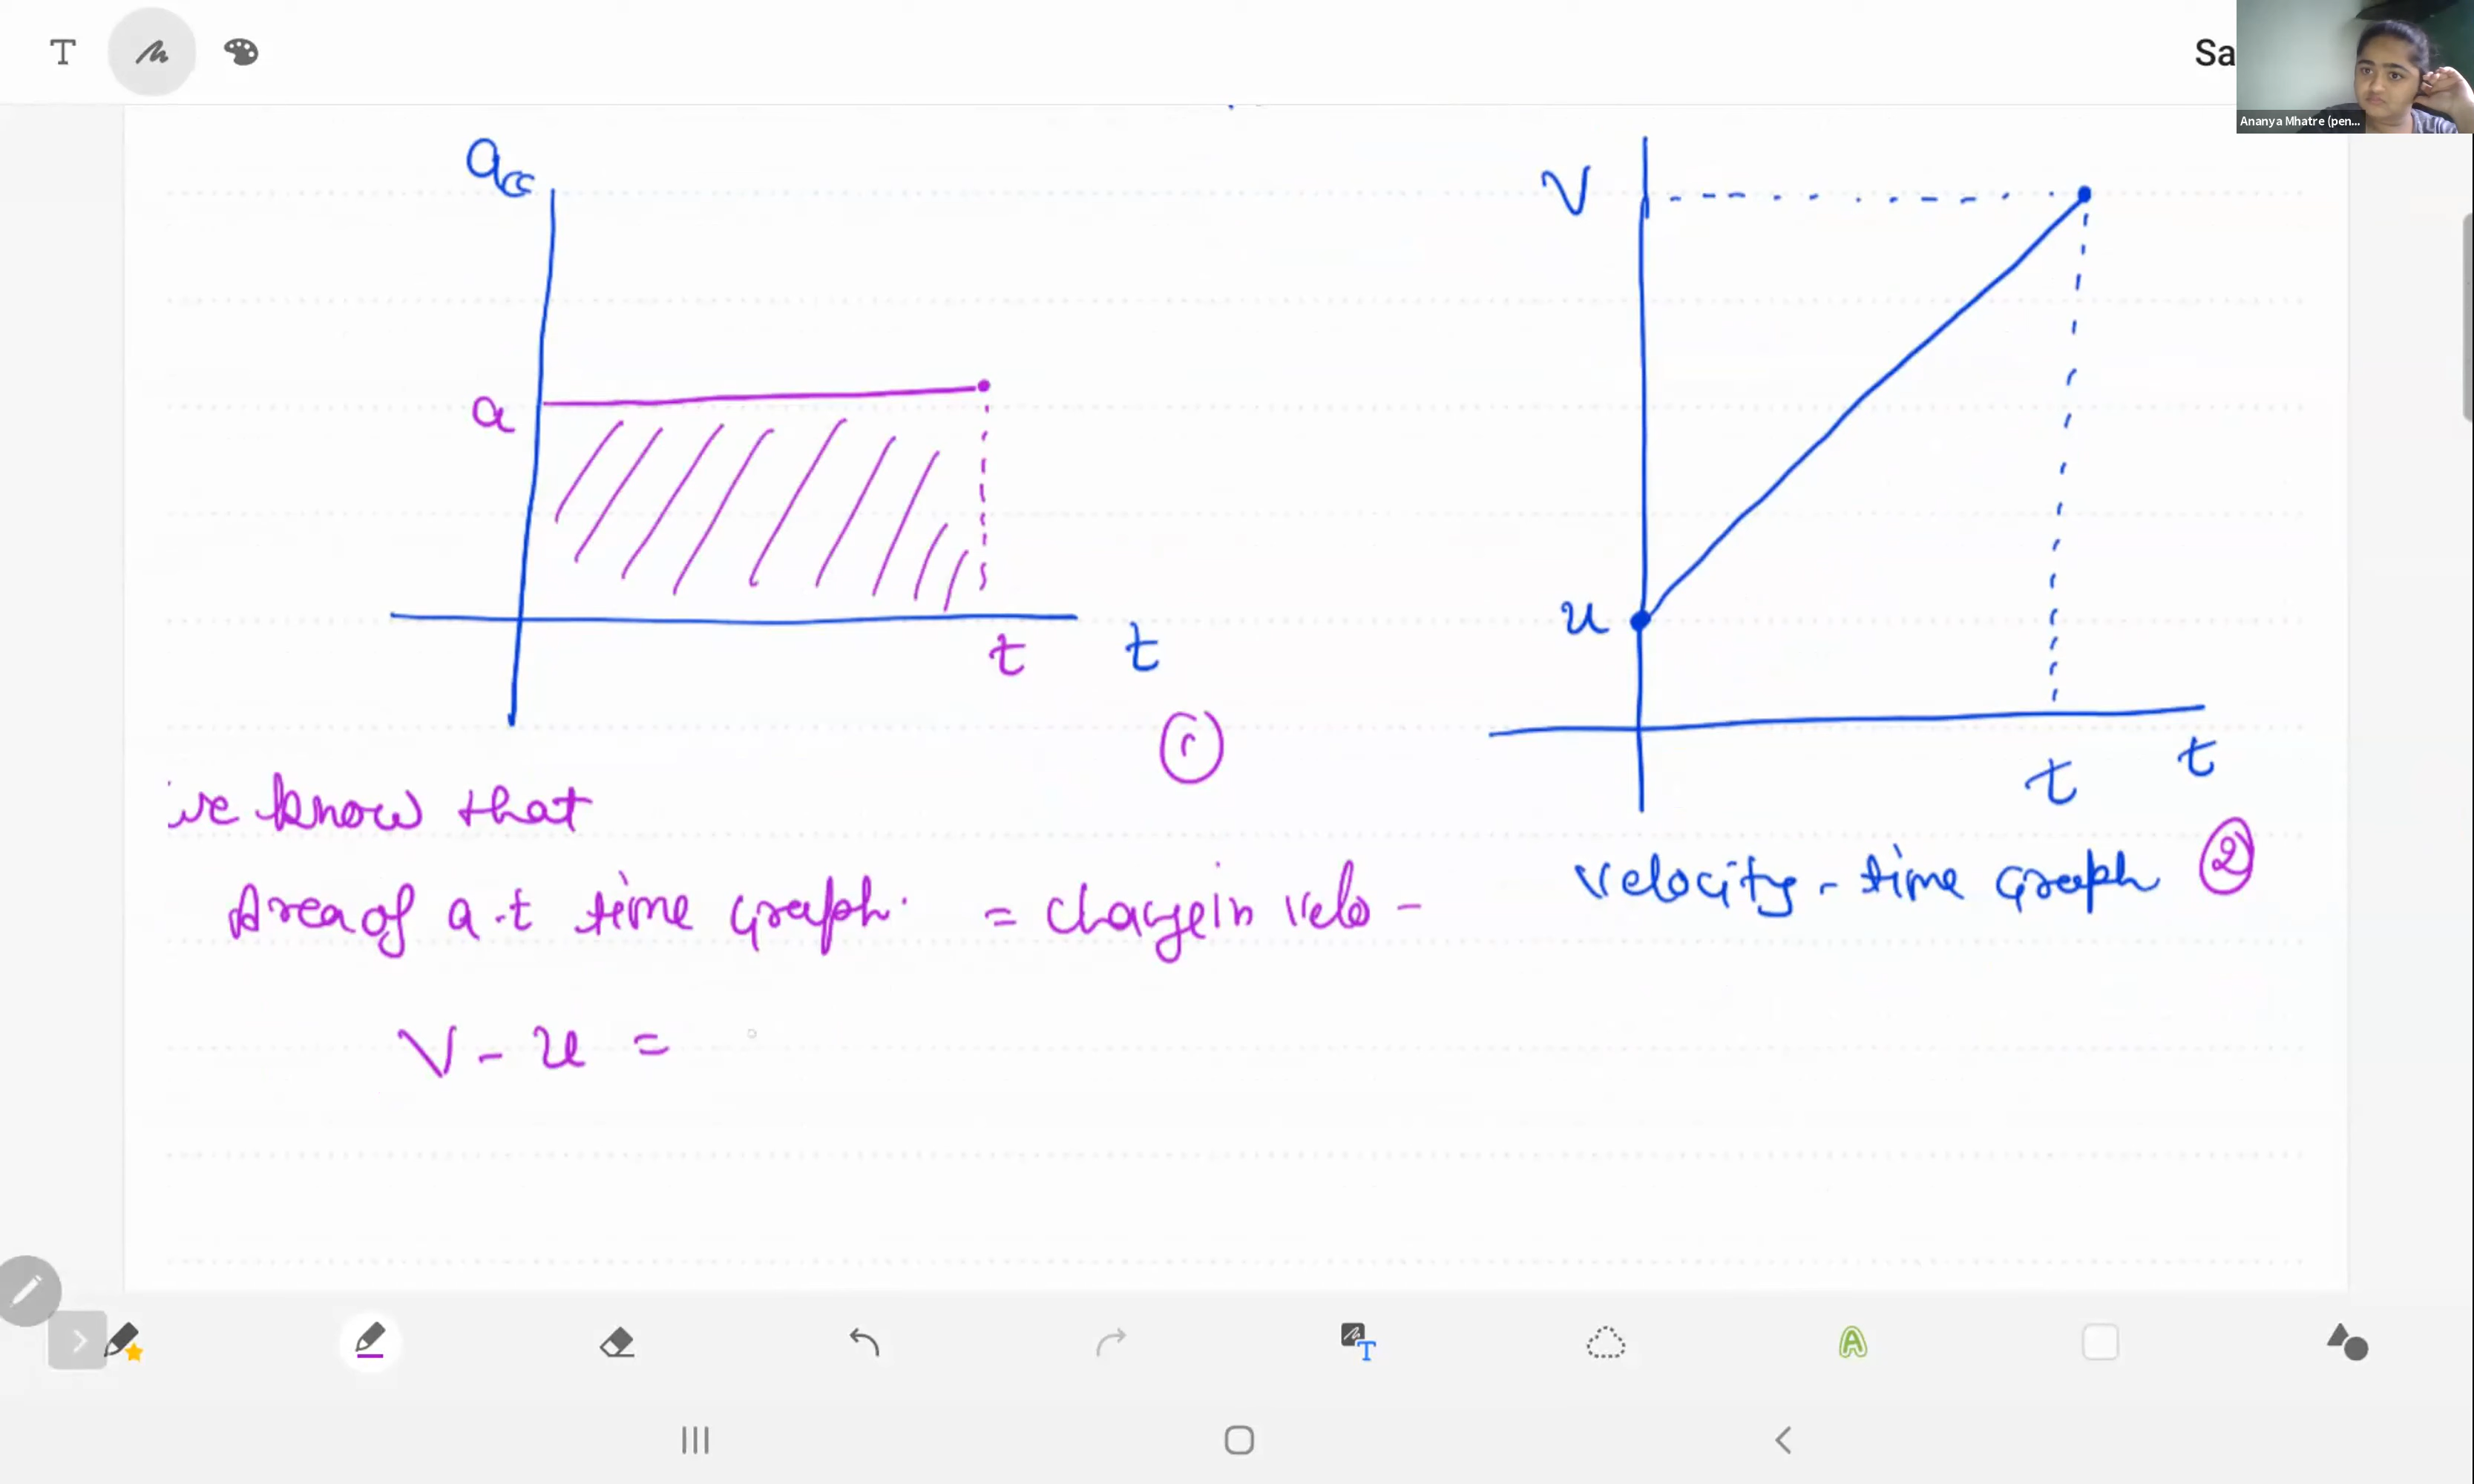 T
Sa
Ananya Mhatre (pen...
acc
a
t
t
1
V
u
t
t
Velocity-time Graph 2
we know that
Area of a-t time Graph. = change in velo -
V - u =
T
A